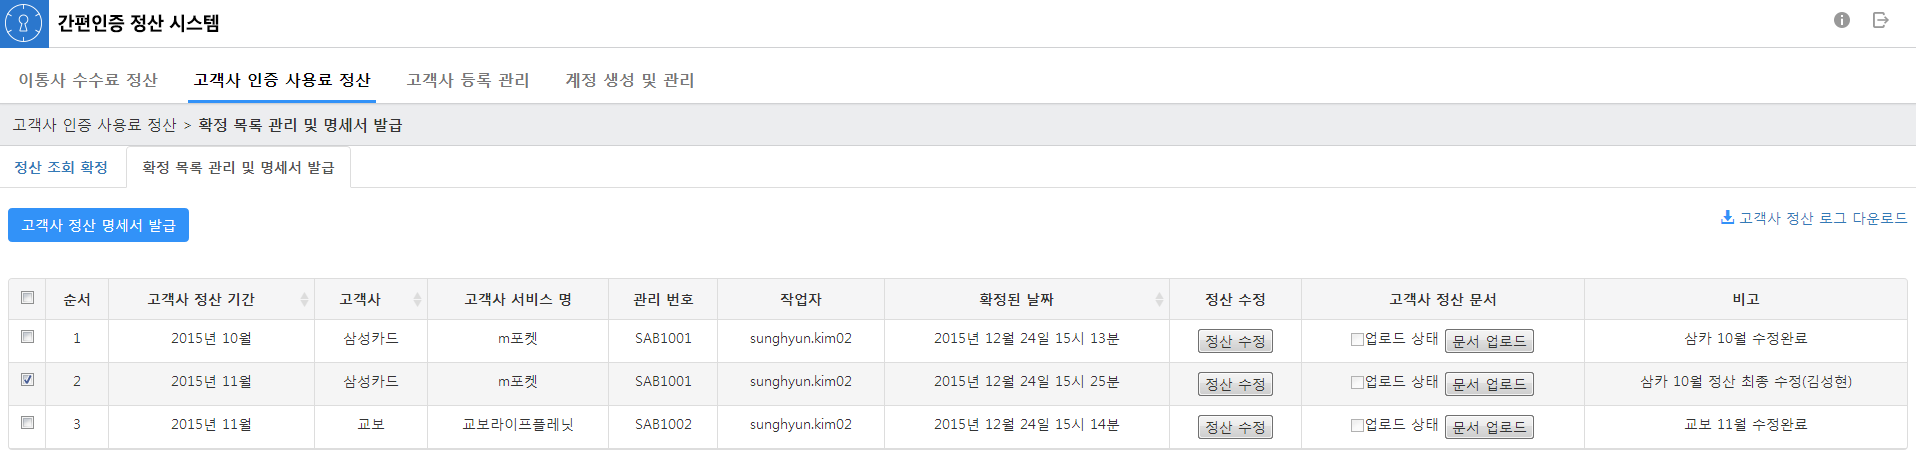 간편인증 정산 시스템
이통사 수수료 정산 고객사 인증 사용료 정산 고객사 등록 관리 계정 생성 및 관리
고객사 인증 사용료 정산 > 확정 목록 관리 및 명세서 발급
정산 조회 확정 확정 목록 관리 및 명세서 발급
고객사 정산 명세서 발급 고객사 정산 로그 다운로드
순서 고객사 정산 기간 고객사 고객사 서비스 명 관리 번호 작업자 확정된 날짜 정산 수정 고객사 정산 문서 비고
1 2015년 10월 삼성카드 m포켓 SAB1001 sunghyun.kim02 2015년 12월 24일 15시 13분 정산 수정 업로드 상태 문서 업로드 삼카 10월 수정완료
2 2015년 11월 삼성카드 m포켓 SAB1001 sunghyun.kim02 2015년 12월 24일 15시 25분 정산 수정 업로드 상태 문서 업로드 삼카 10월 정산 최종 수정(김성현)
3 2015년 11월 교보 교보라이프플레닛 SAB1002 sunghyun.kim02 2015년 12월 24일 15시 14분 정산 수정 업로드 상태 문서 업로드 교보 11월 수정완료